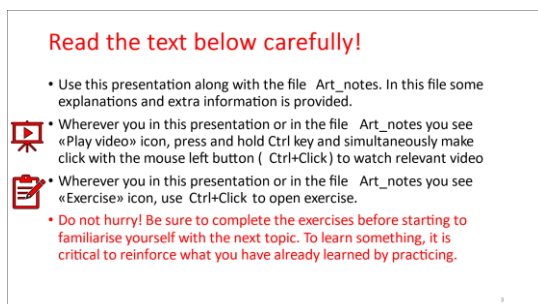 Read the text below carefully!
• Use this presentation along with the file Art_notes. In this file some
explanations and extra information is provided.
• Wherever you in this presentation or in the file Art_notes you see
«Play video» icon, press and hold Ctrl key and simultaneously make
click with the mouse left button ( Ctrl+Click) to watch relevant video
• Wherever you in this presentation or in the file Art_notes you see
«Exercise» icon, use Ctrl+Click to open exercise.
• Do not hurry! Be sure to complete the exercises before starting to
familiarise yourself with the next topic. To learn something, it is
critical to reinforce what you have already learned by practicing.